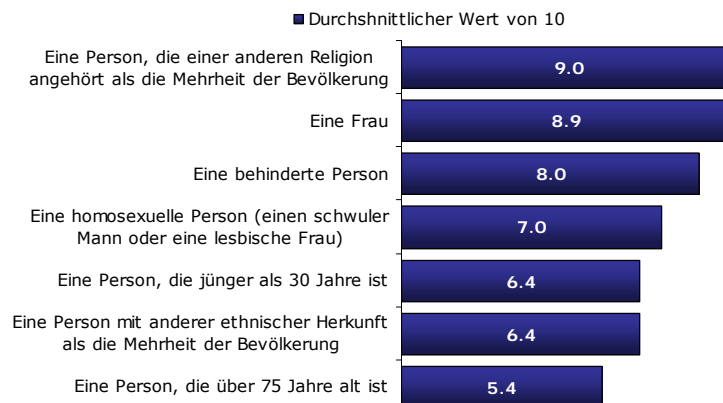 Durchshnittlicher Wert von 10
Eine Person, die einer anderen Religion
angehört als die Mehrheit der Bevölkerung
9.0
Eine Frau
8.9
Eine behinderte Person
8.0
Eine homosexuelle Person (einen schwuler
Mann oder eine lesbische Frau)
7.0
Eine Person, die jünger als 30 Jahre ist
6.4
Eine Person mit anderer ethnischer Herkunft
als die Mehrheit der Bevölkerung
6.4
Eine Person, die über 75 Jahre alt ist
5.4